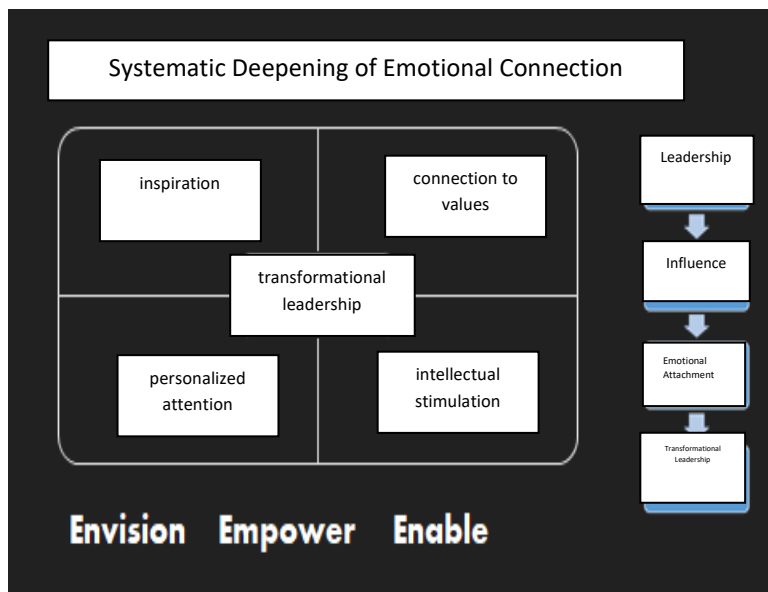 Systematic Deepening of Emotional Connection
inspiration
connection to
values
transformational
leadership
personalized
attention
intellectual
stimulation
Leadership
Influence
Emotional
Attachment
Transformational
Leadership
Envision Empower Enable